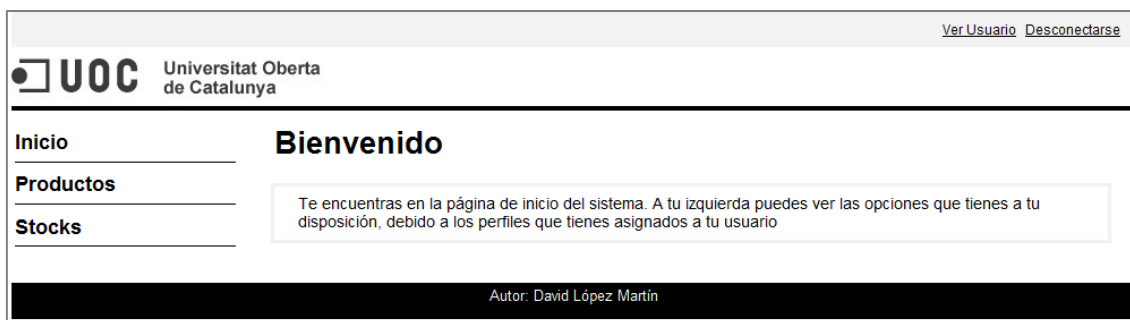 Ver Usuario Desconectarse
UOC
Universitat Oberta
de Catalunya
Inicio
Productos
Stocks
Bienvenido
Te encuentras en la página de inicio del sistema. A tu izquierda puedes ver las opciones que tienes a tu
disposición, debido a los perfiles que tienes asignados a tu usuario
Autor: David López Martín